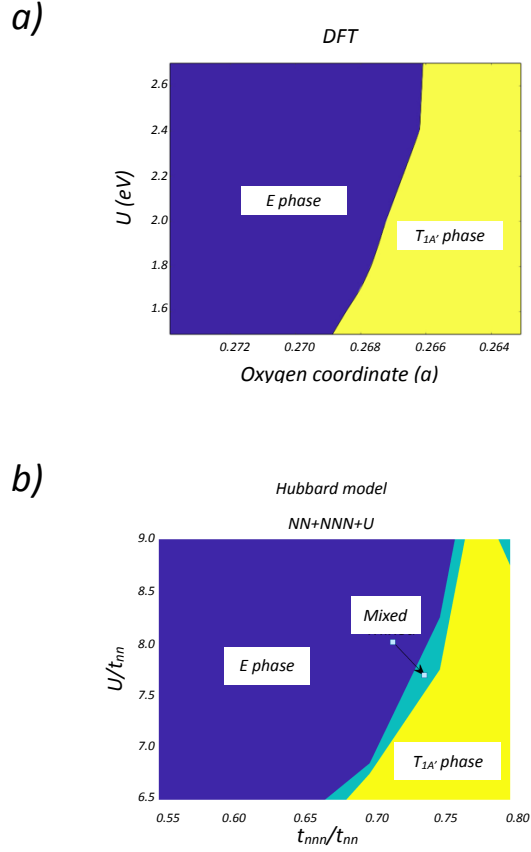 a)
DFT
2.6
2.4
2.2
2.0
1.8
1.6
U (eV)
E phase
T1A′ phase
0.272 0.270 0.268 0.266 0.264
Oxygen coordinate (a)
b)
Hubbard model
NN+NNN+U
9.0
8.5
8.0
7.5
7.0
6.5
U/tnn
Mixed
E phase
T1A′ phase
0.55 0.60 0.65 0.70 0.75 0.80
tnnn/tnn